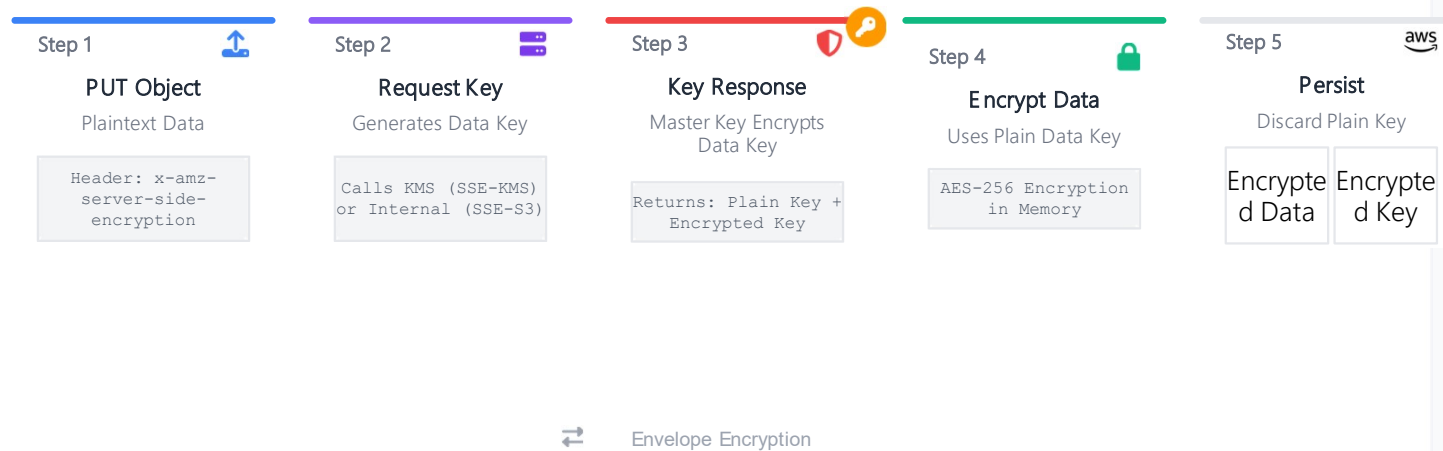 Step 1
PUT Object
Plaintext Data
Header: x-amz-
server-side-
encryption
Step 2
Request Key
Generates Data Key
Calls KMS (SSE-KMS)
or Internal (SSE-S3)
Step 3
Key Response
Master Key Encrypts
Data Key
Returns: Plain Key +
Encrypted Key
Step 4
Encrypt Data
Uses Plain Data Key
AES-256 Encryption
in Memory
Step 5
aws
Persist
Discard Plain Key
Encrypte
d Data
Encrypte
d Key
Envelope Encryption